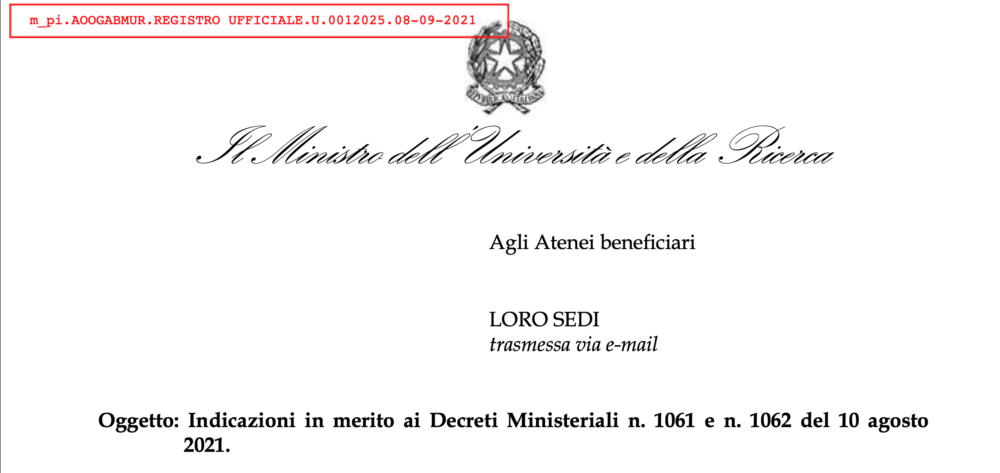 m_pi.AOOGABMUR.REGISTRO UFFICIALE.U.0012025.08-09-2021
Il Ministro dell'Università e della Ricerca
Agli Atenei beneficiari
LORO SEDI
trasmessa via e-mail
Oggetto: Indicazioni in merito ai Decreti Ministeriali n. 1061 e n. 1062 del 10 agosto
2021.